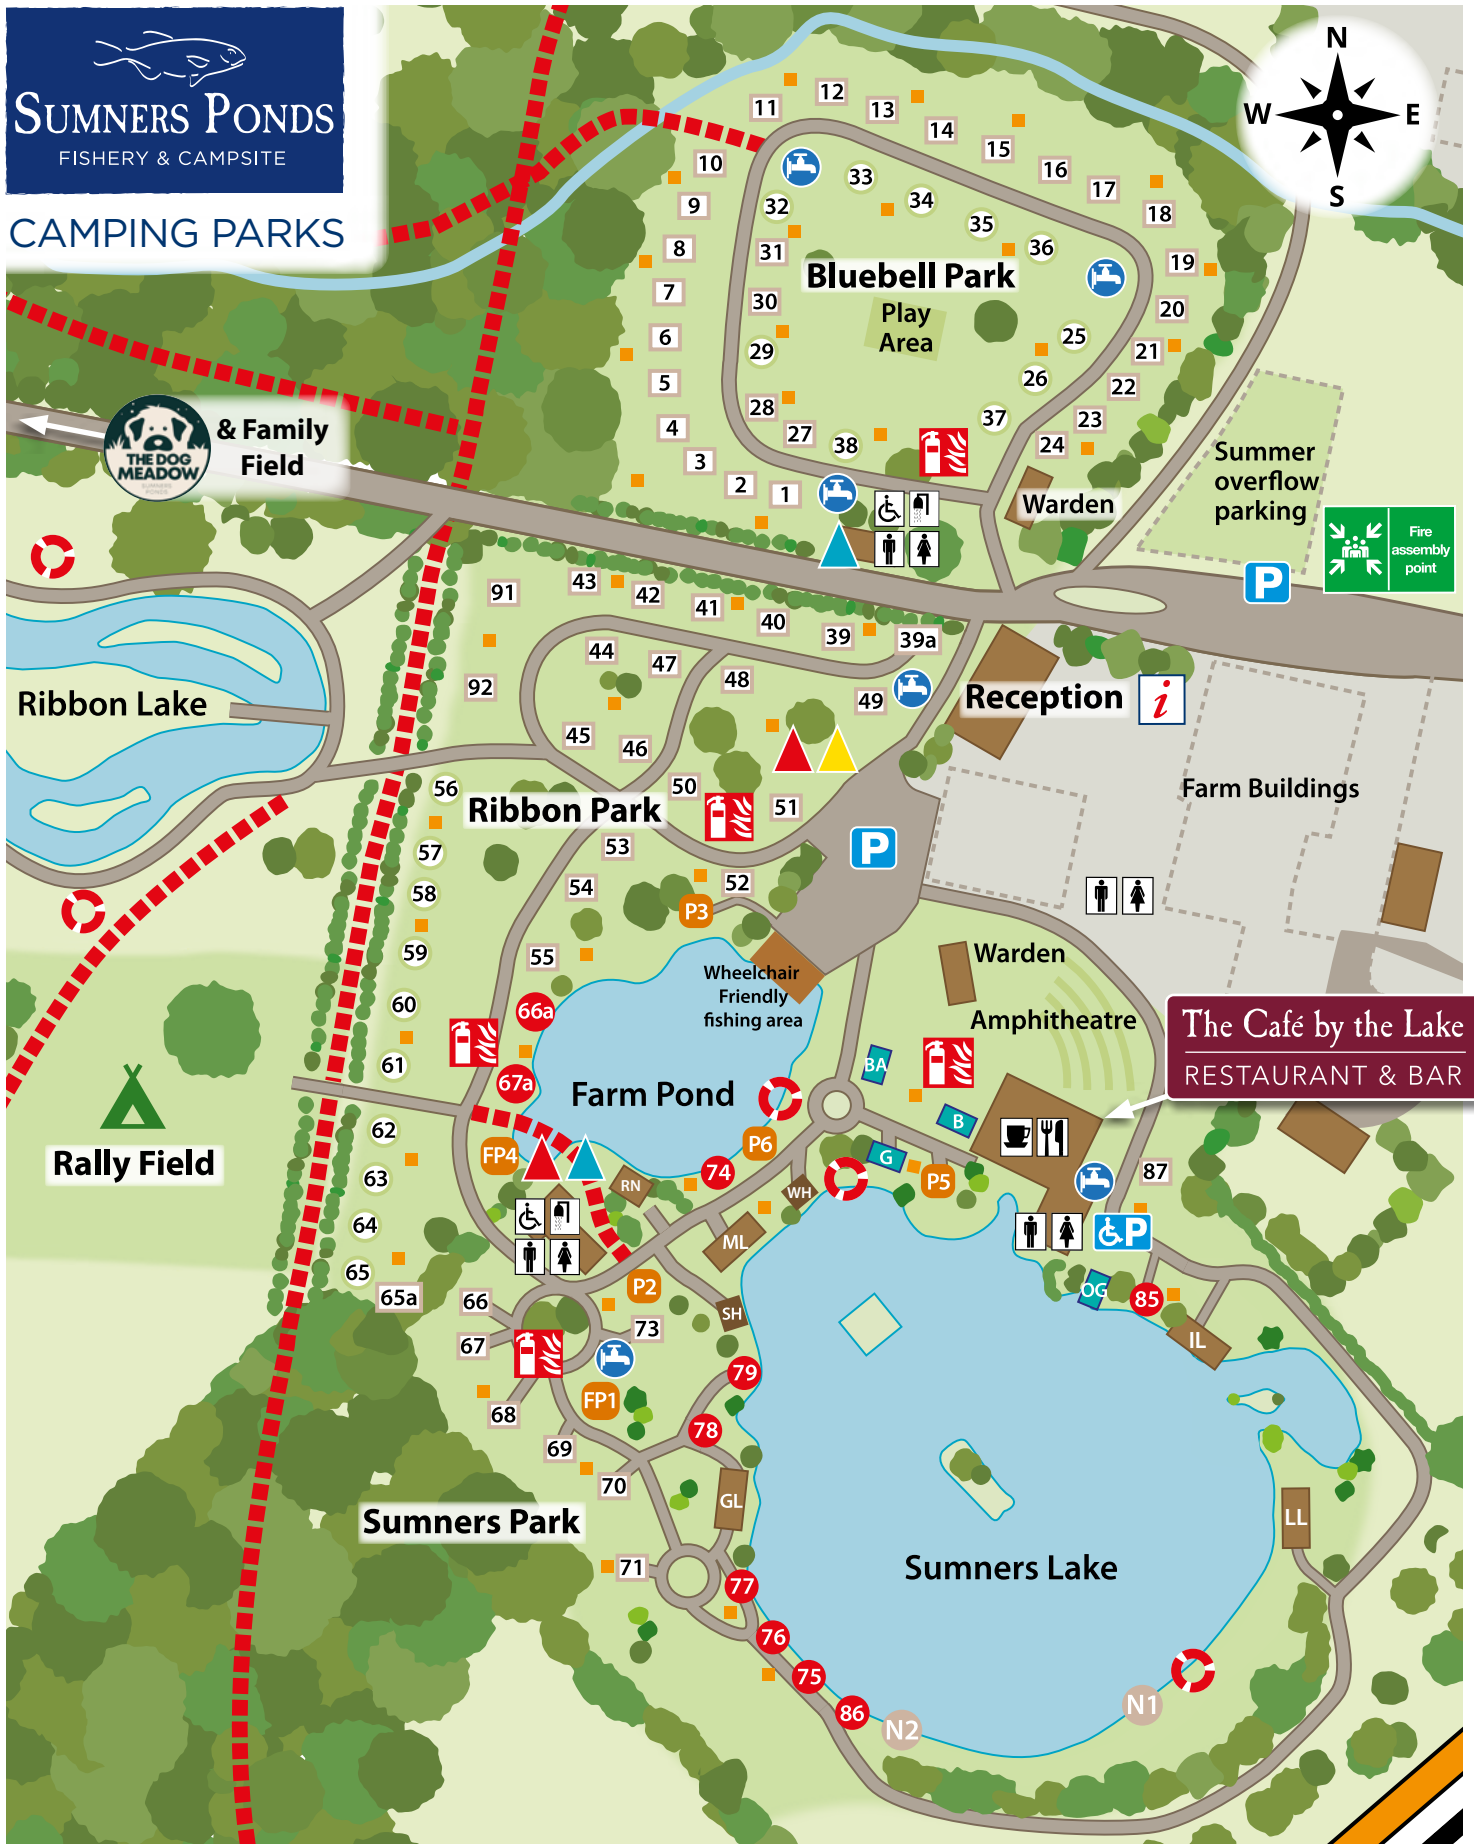 SUMNERS PONDS
FISHERY & CAMPSITE
CAMPING PARKS
N
W
E
S
11
12
13
14
15
16
17
18
10
9
8
7
6
5
4
3
2
1
32
33
34
35
36
31
30
29
28
27
38
19
20
21
22
23
24
25
26
37
Bluebell Park
Play
Area
THE DOG
MEADOW
SUMNERS
PONDS
& Family
Field
Warden
Summer
overflow
parking
P
Fire
assembly
point
91
43
42
41
40
39
39a
92
44
47
48
49
45
46
50
51
Ribbon Lake
Ribbon Park
Reception
i
Farm Buildings
P
56
57
58
59
60
61
53
54
52
55
P3
Wheelchair
Friendly
fishing area
Warden
Amphitheatre
The Café by the Lake
RESTAURANT & BAR
66a
67a
Farm Pond
BA
B
G
P6
P5
FP4
74
RN
WH
ML
87
P
Rally Field
62
63
64
65
65a
66
67
68
69
70
71
73
P2
SH
FP1
79
78
GL
OG
85
IL
LL
Sumners Park
Sumners Lake
77
76
75
86
N2
N1